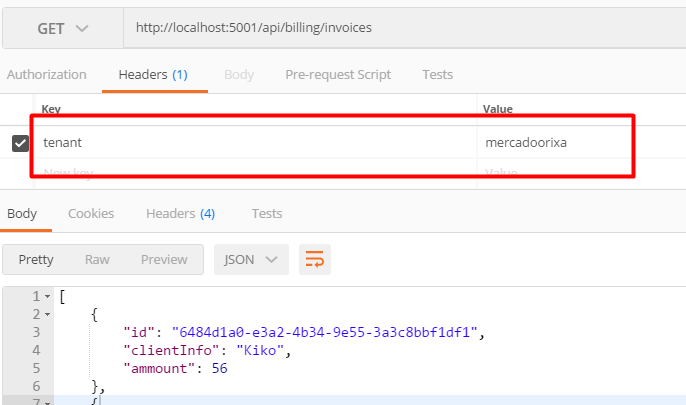 GET http://localhost:5001/api/billing/invoices
Authorization Headers (1) Body Pre-request Script Tests
Key Value
tenant mercadoorixa
New key Value
Body Cookies Headers (4) Tests
Pretty Raw Preview JSON
1 [
2 {
3 "id": "6484d1a0-e3a2-4b34-9e55-3a3c8bbf1df1",
4 "clientInfo": "Kiko",
5 "ammount": 56
6 },
7 {